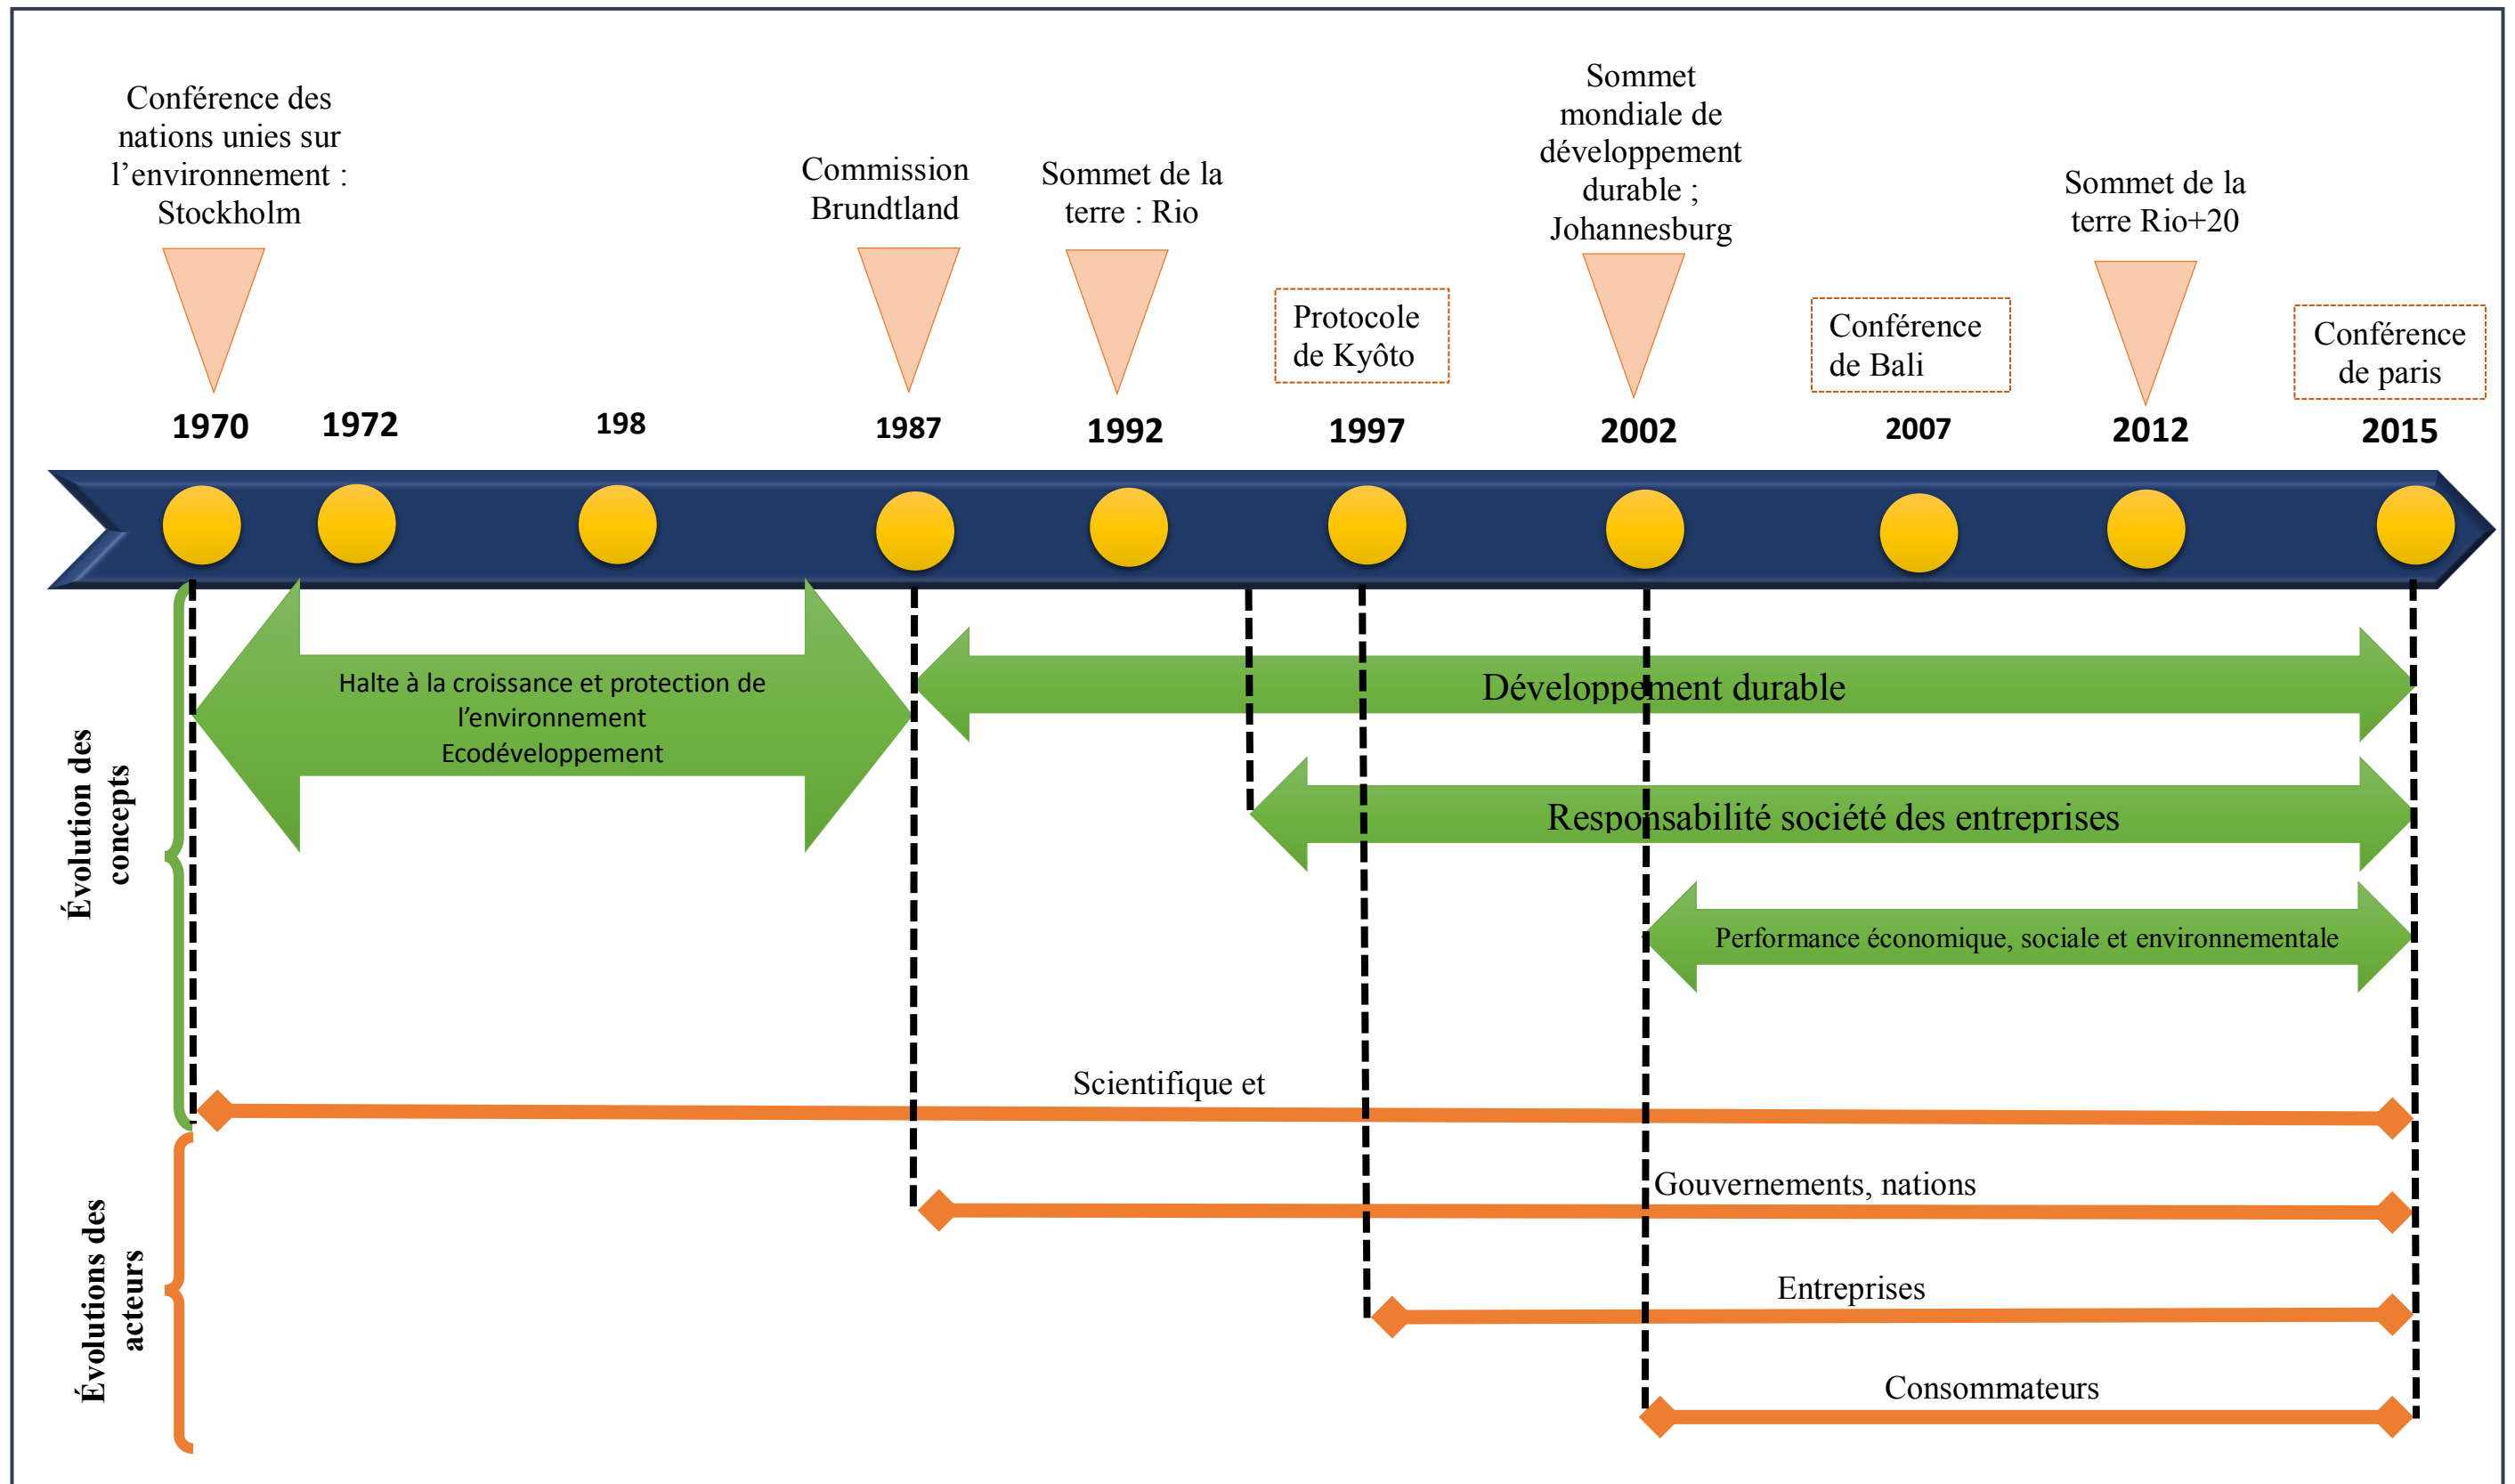 Conférence des
nations unies sur
l’environnement :
Stockholm
Commission
Brundtland
Sommet de la
terre : Rio
Protocole
de Kyôto
Sommet
mondiale de
développement
durable ;
Johannesburg
Conférence
de Bali
Sommet de la
terre Rio+20
Conférence
de paris
1970 1972 198 1987 1992 1997 2002 2007 2012 2015
Évolution des
concepts
Halte à la croissance et protection de
l’environnement
Ecodéveloppement
Développement durable
Responsabilité société des entreprises
Performance économique, sociale et environnementale
Évolutions des
acteurs
Scientifique et
Gouvernements, nations
Entreprises
Consommateurs